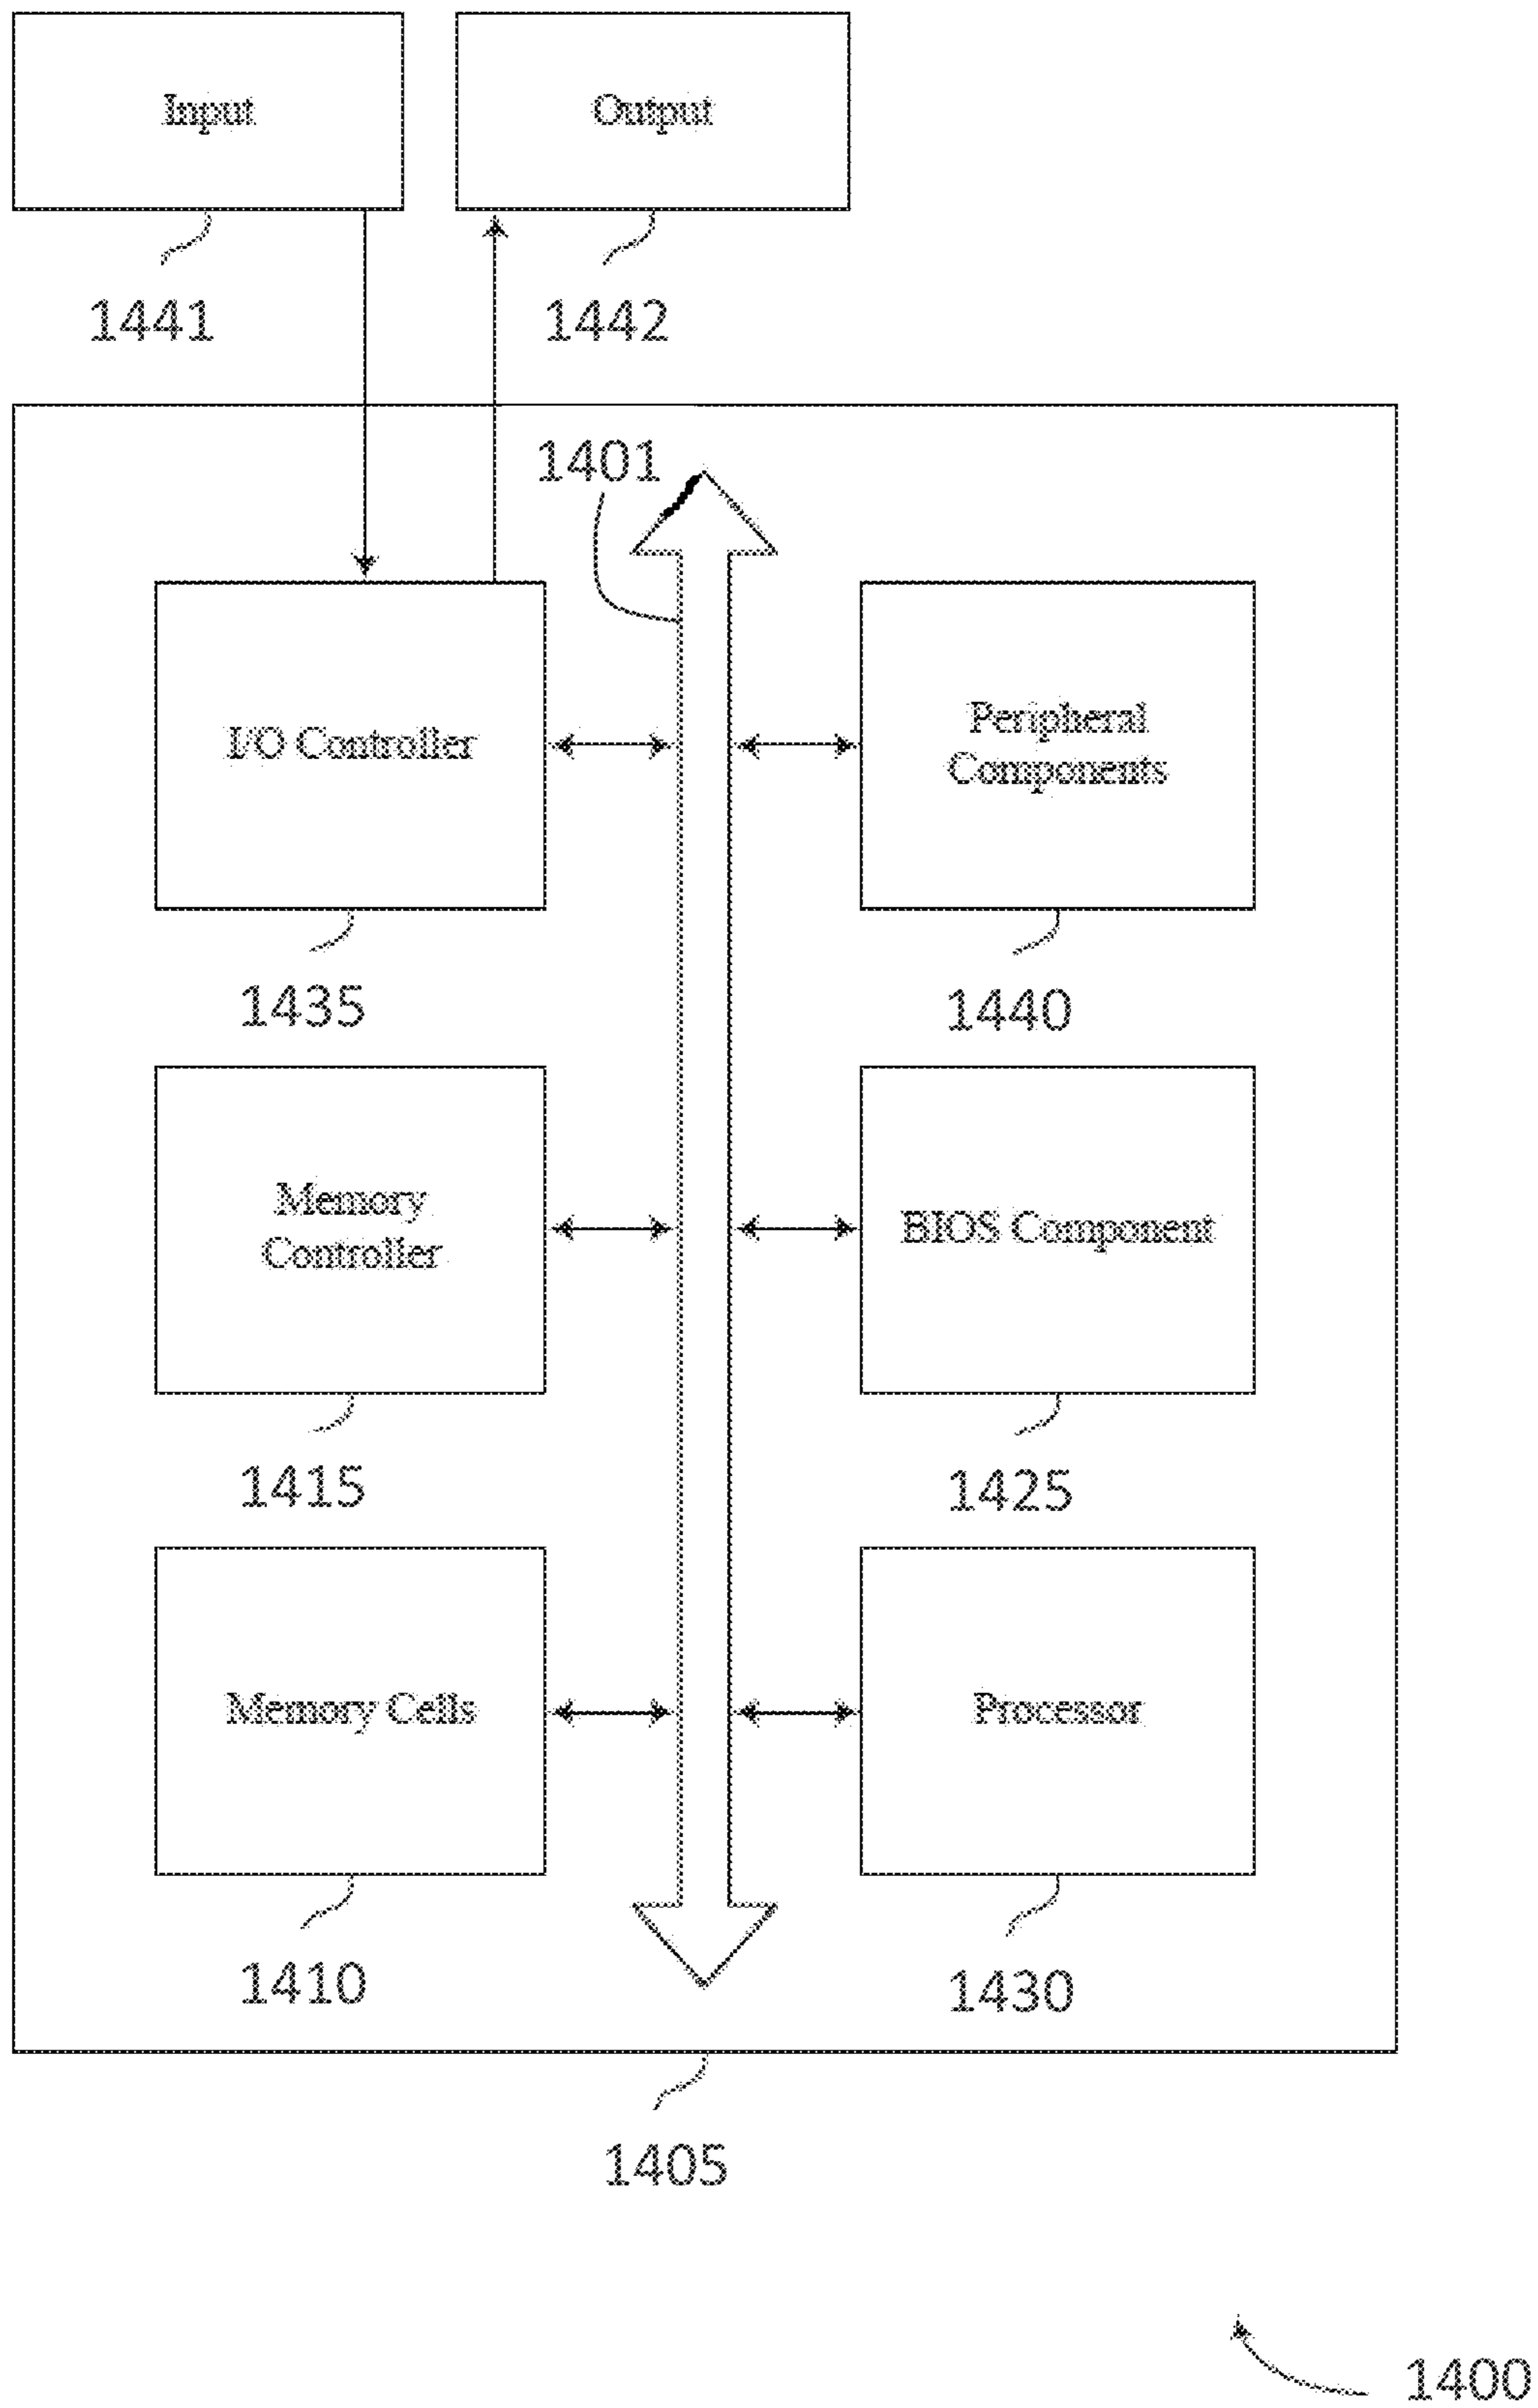 Input
Output
1441
1442
1401
I/O Controller
Peripheral
Components
1435
1440
Memory
Controller
BIOS Component
1415
1425
Memory Cells
Processor
1410
1430
1405
1400